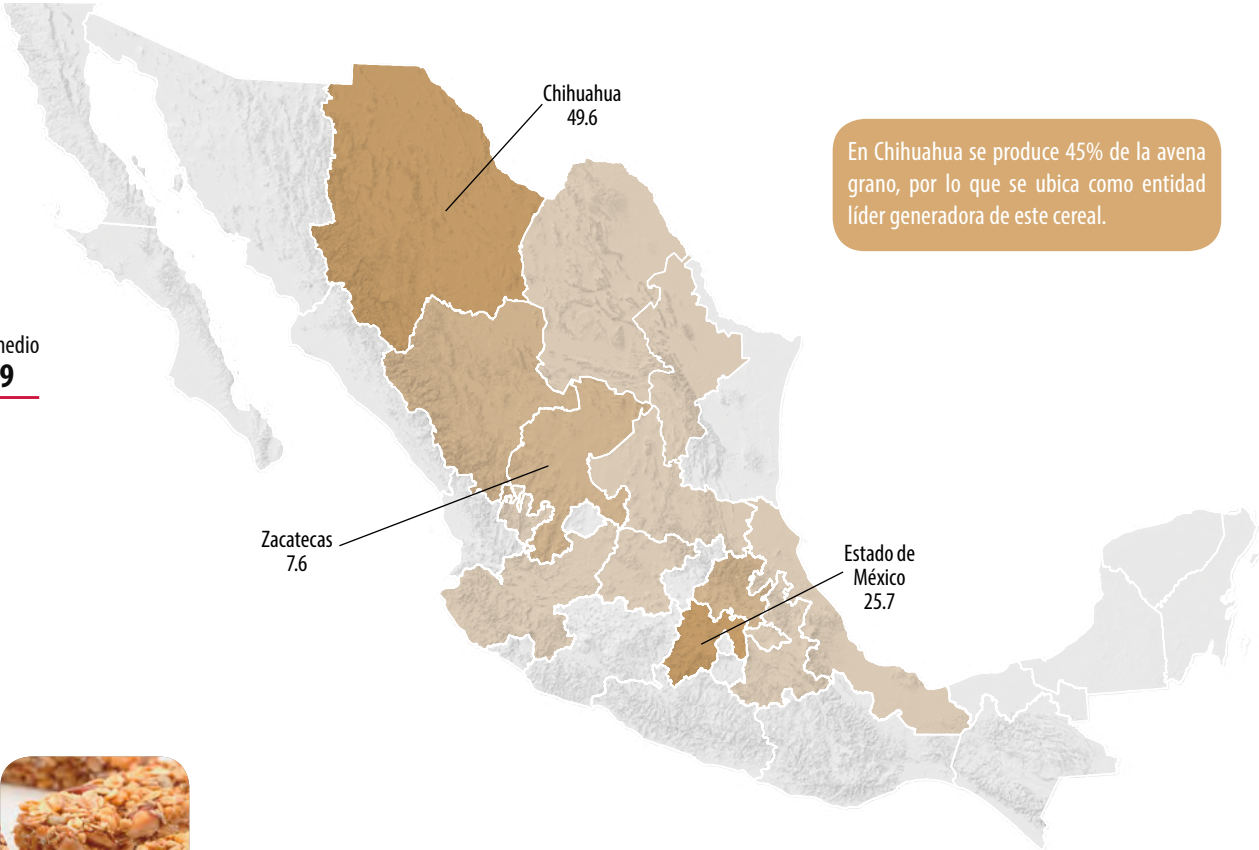 Chihuahua
49.6
En Chihuahua se produce 45% de la avena
grano, por lo que se ubica como entidad
líder generadora de este cereal.
9
Zacatecas
7.6
Estado de
México
25.7